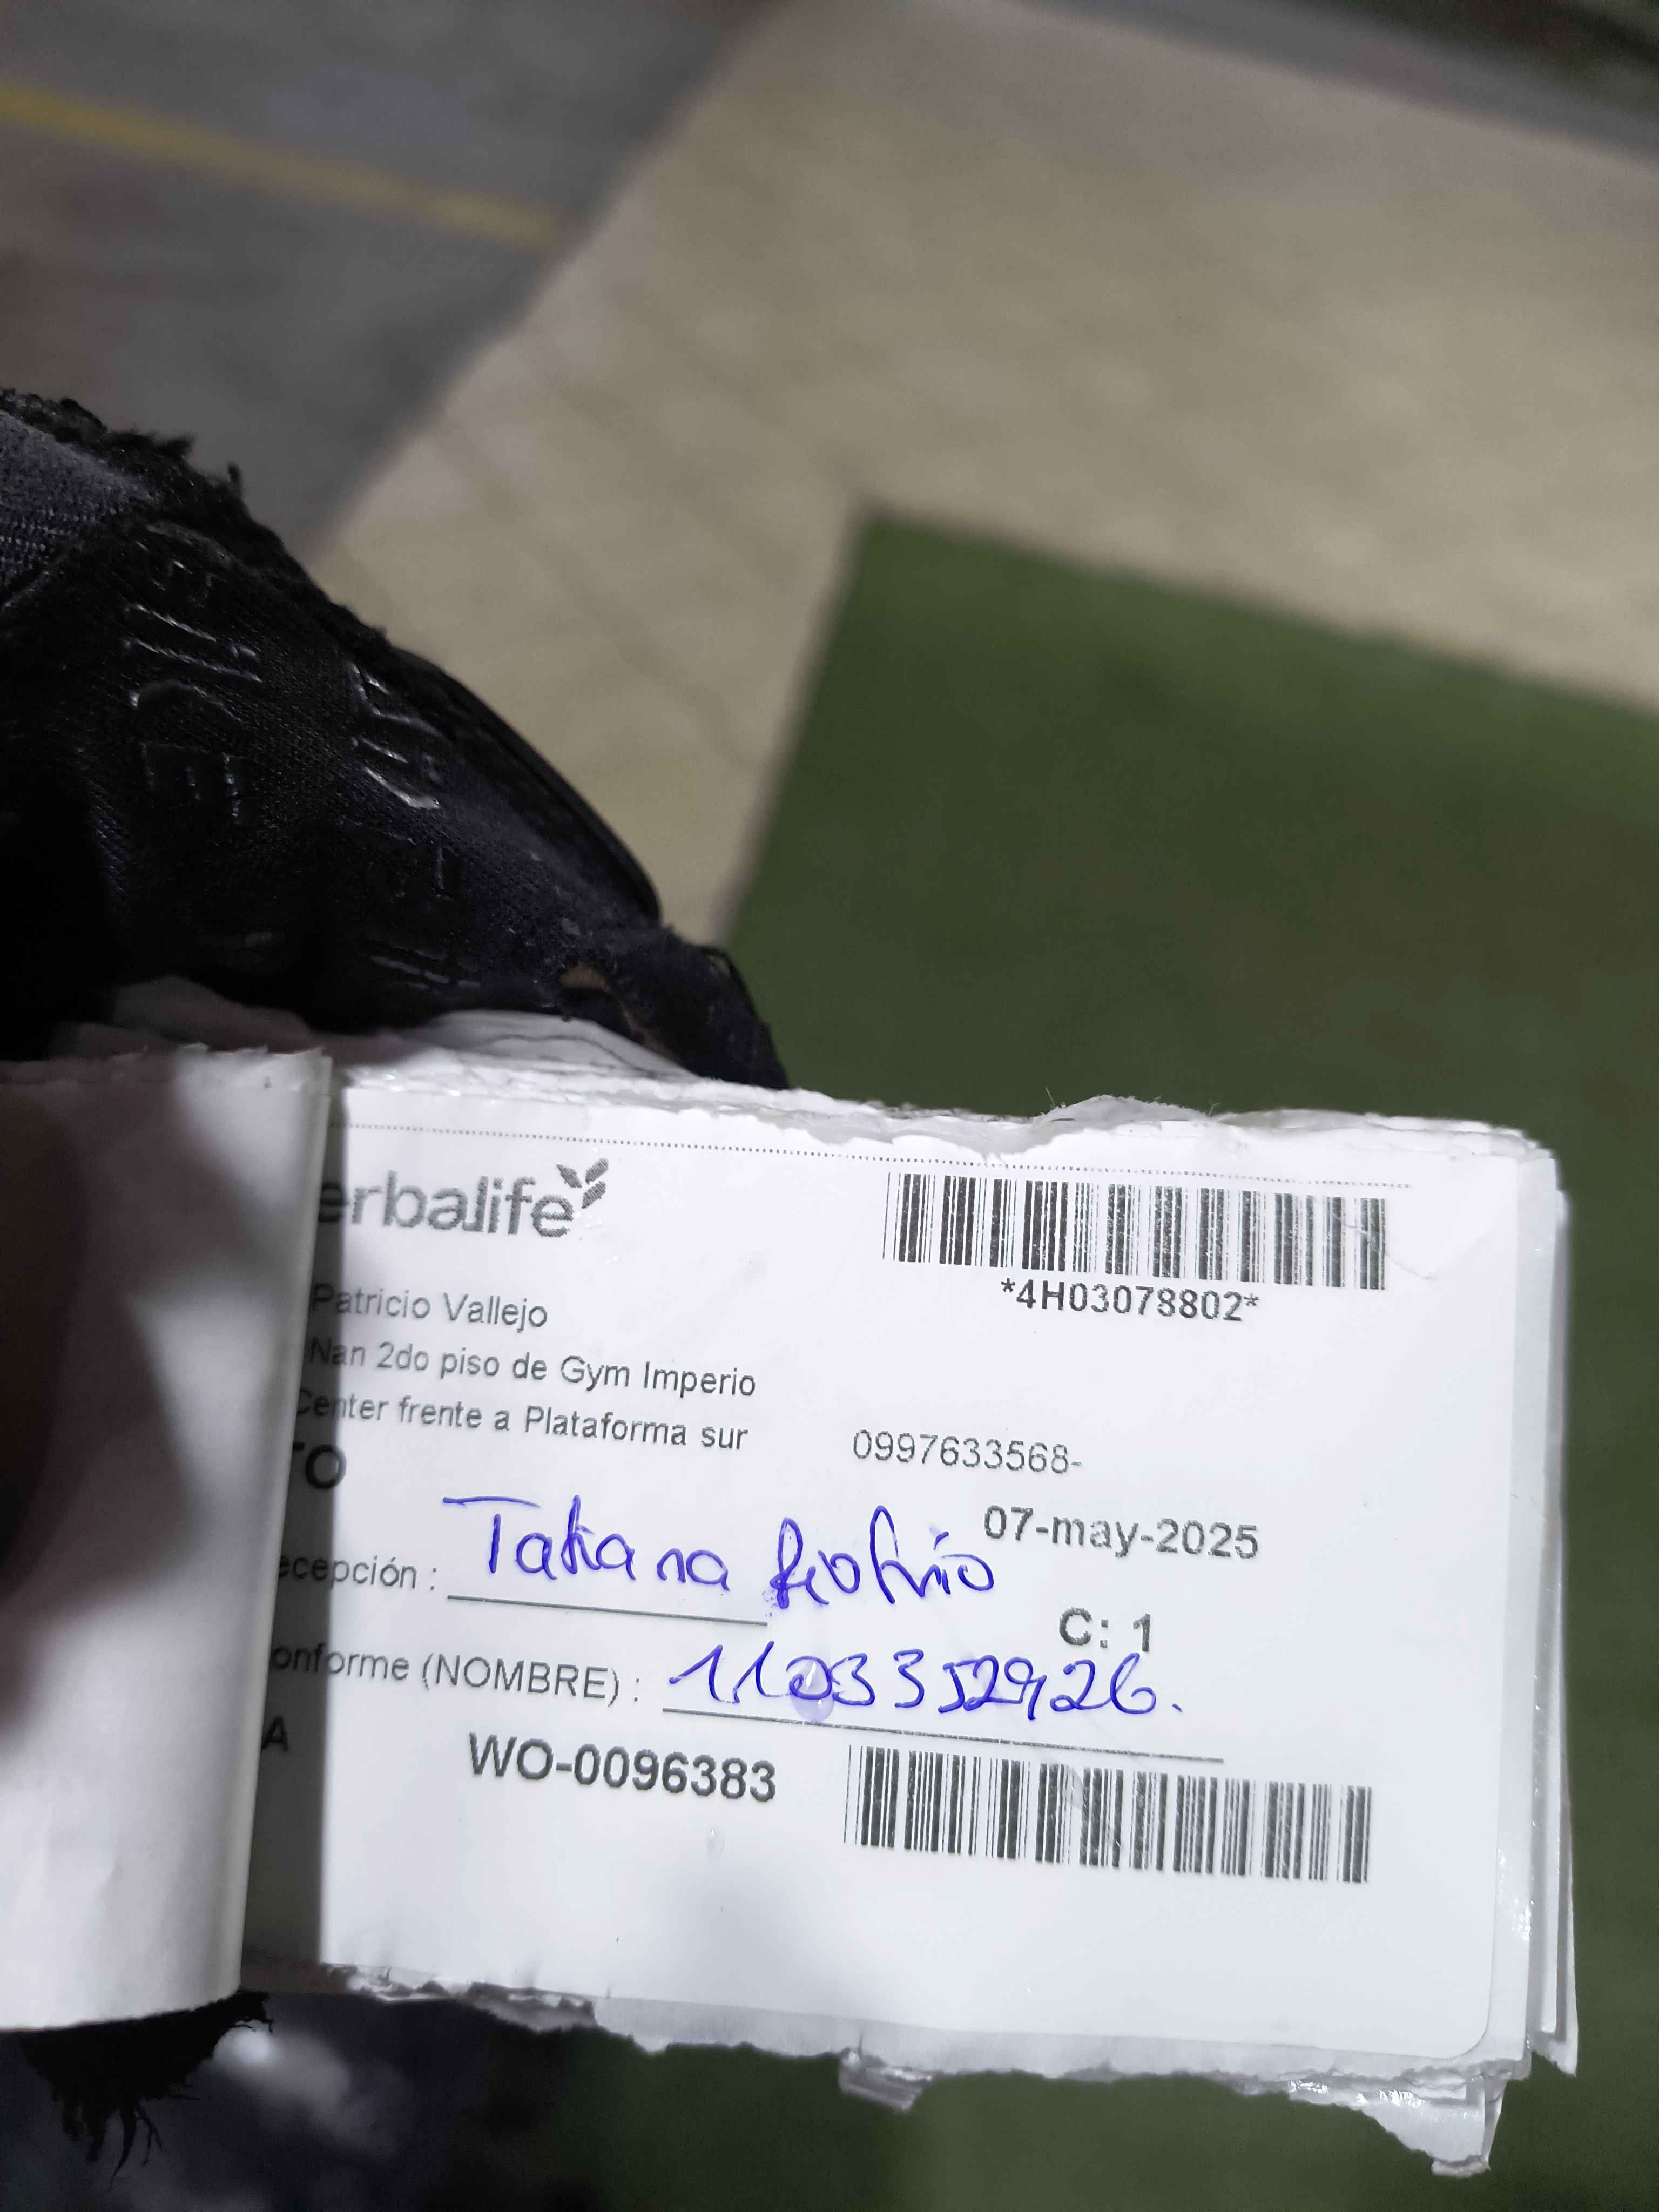 erbalife
*4H03078802*
Patricio Vallejo
Nan 2do piso de Gym Imperio
Center frente a Plataforma sur
0997633568-
TO
07-may-2025
ecepción : Tatiana
C: 1
onforme (NOMBRE) :
A
WO-0096383